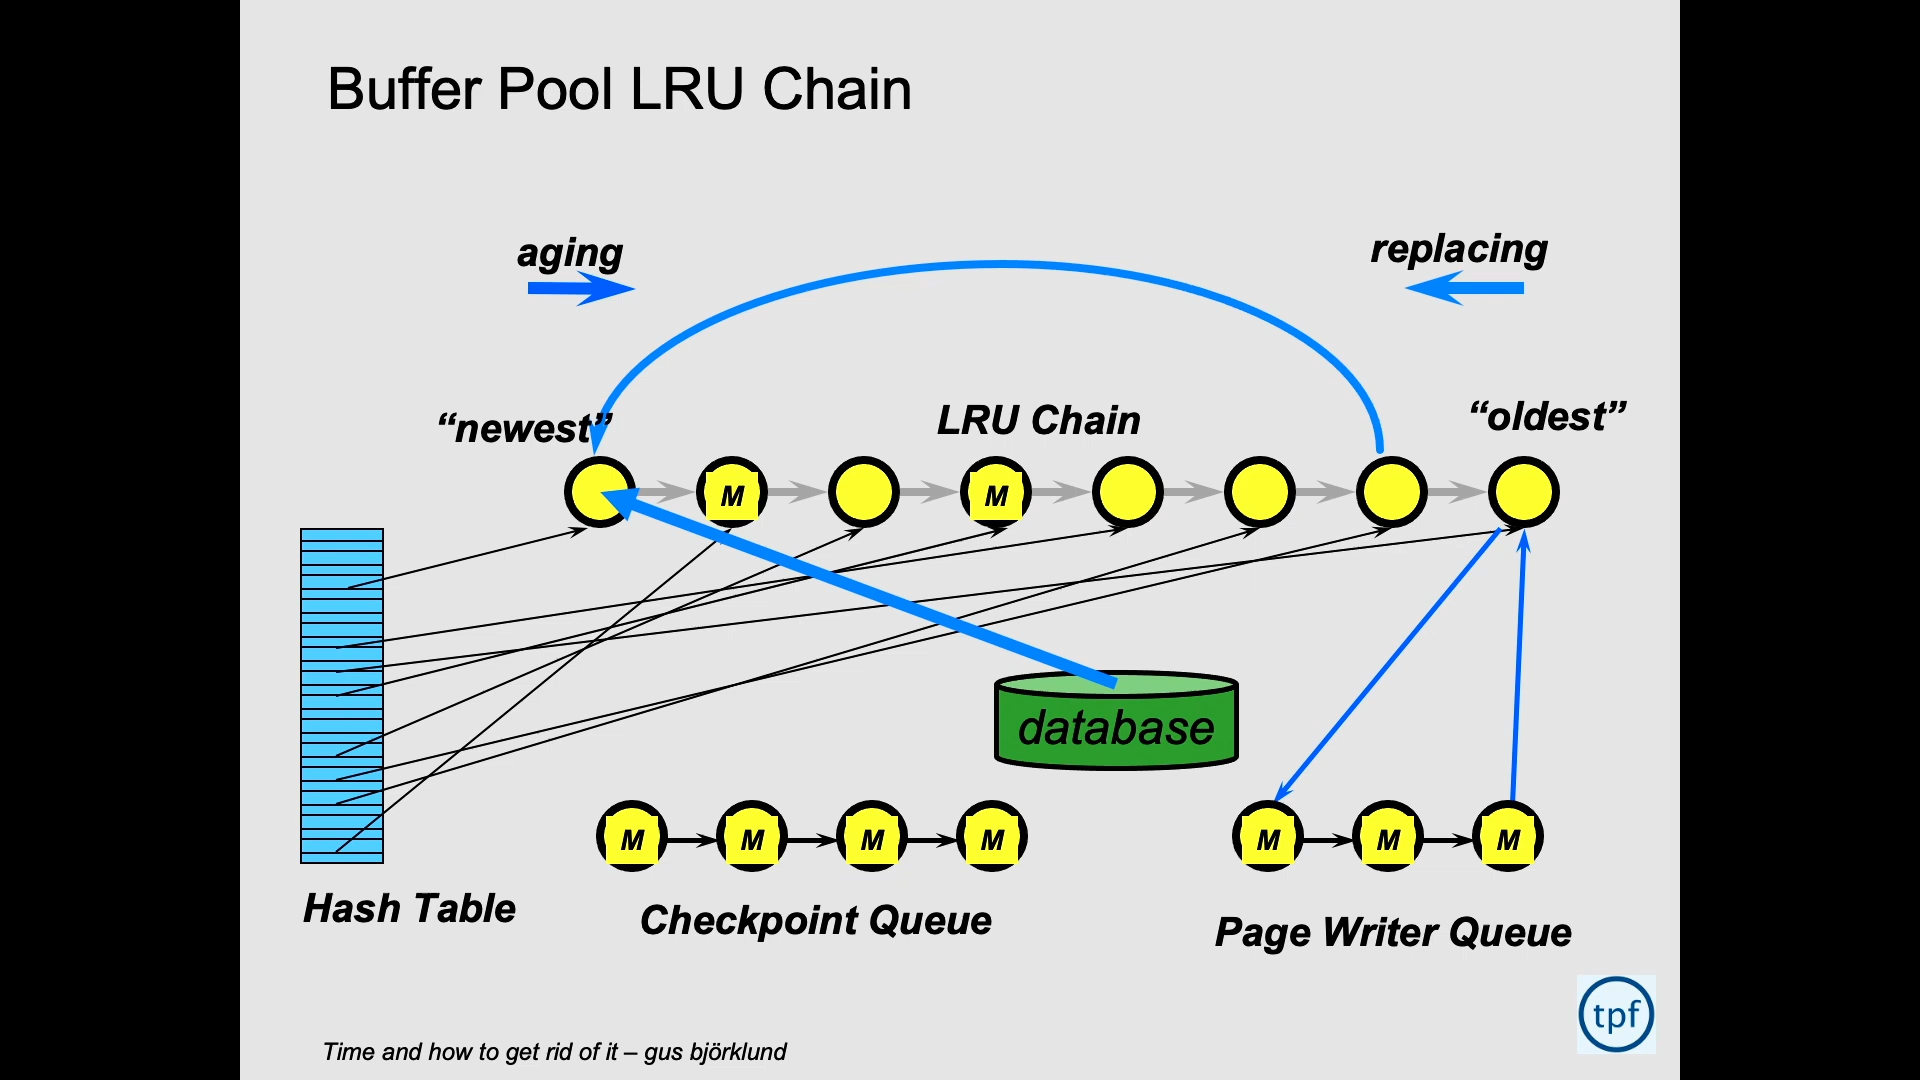 Buffer Pool LRU Chain
aging
replacing
“newest”
LRU Chain
“oldest”
M
M
database
M
M
M
M
M
M
M
Hash Table
Checkpoint Queue
Page Writer Queue
tpf
Time and how to get rid of it – gus björklund